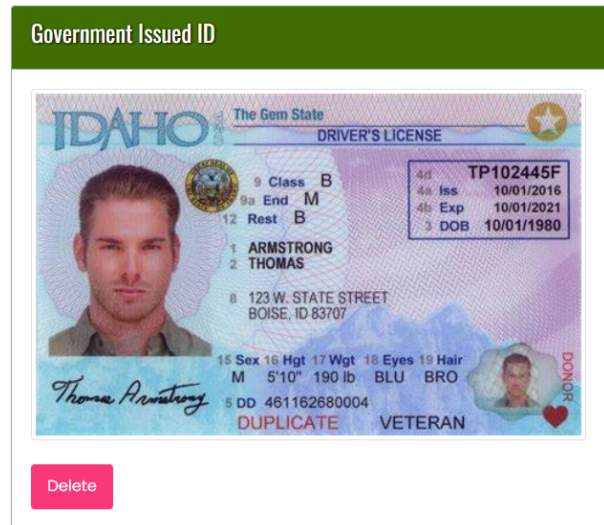 Government Issued ID
IDAHO USA
The Gem State
DRIVER'S LICENSE
9 Class B
9a End M
12 Rest B
4d TP102445F
4a Iss 10/01/2016
4b Exp 10/01/2021
3 DOB 10/01/1980
1 ARMSTRONG
2 THOMAS
8 123 W. STATE STREET
BOISE, ID 83707
15 Sex 16 Hgt 17 Wgt 18 Eyes 19 Hair
M 5'10" 190 lb BLU BRO
Thomas Armstrong
5 DD 461162680004
DUPLICATE VETERAN
DONOR
Delete